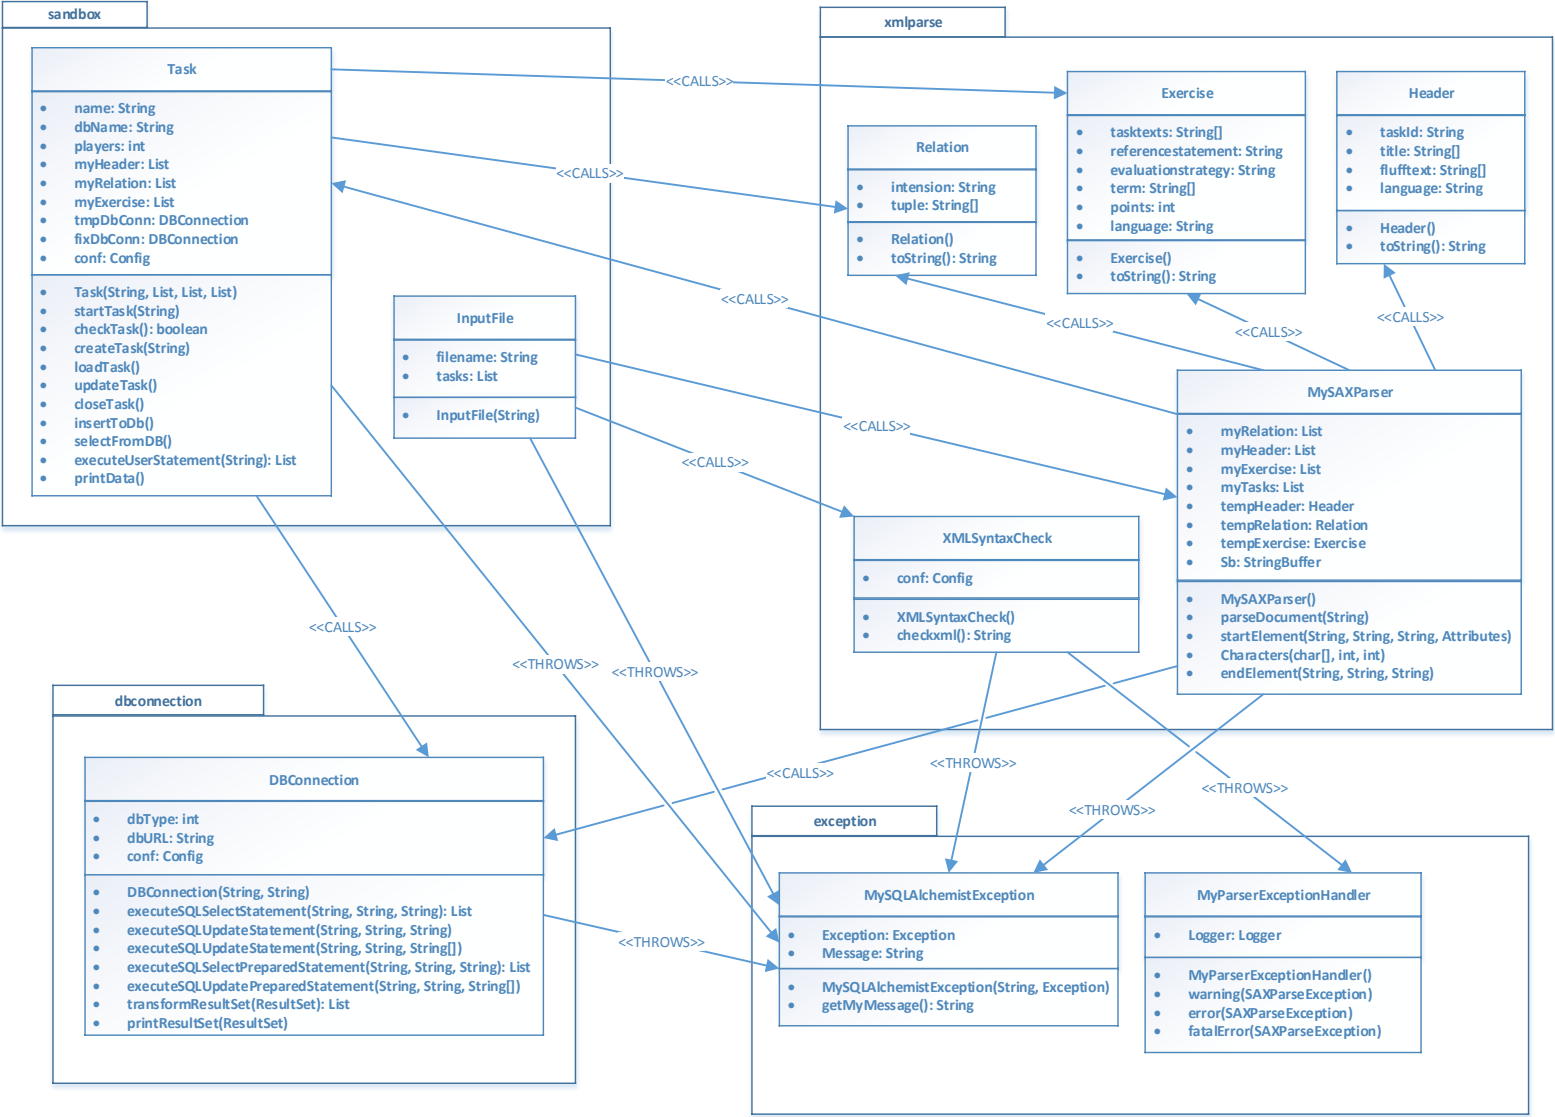 sandbox
Task
name: String
dbName: String
players: int
myHeader: List
myRelation: List
myExercise: List
tmpDbConn: DBConnection
fixDbConn: DBConnection
conf: Config
Task(String, List, List, List)
startTask(String)
checkTask(): boolean
createTask(String)
loadTask()
updateTask()
closeTask()
insertToDb()
selectFromDB()
executeUserStatement(String): List
printData()
InputFile
filename: String
tasks: List
InputFile(String)
xmlparse
Relation
intension: String
tuple: String[]
Relation()
toString(): String
Exercise
tasktexts: String[]
referencestatement: String
evaluationstrategy: String
term: String[]
points: int
language: String
Exercise()
toString(): String
Header
taskId: String
title: String[]
flufftext: String[]
language: String
Header()
toString(): String
MySAXParser
myRelation: List
myHeader: List
myExercise: List
myTasks: List
tempHeader: Header
tempRelation: Relation
tempExercise: Exercise
Sb: StringBuffer
MySAXParser()
parseDocument(String)
startElement(String, String, String, Attributes)
Characters(char[], int, int)
endElement(String, String, String)
XMLSyntaxCheck
conf: Config
XMLSyntaxCheck()
checkxml(): String
<<CALLS>>
<<CALLS>>
<<CALLS>>
<<CALLS>>
<<CALLS>>
<<CALLS>>
<<CALLS>>
<<CALLS>>
<<CALLS>>
<<THROWS>>
<<THROWS>>
<<CALLS>>
<<THROWS>>
<<THROWS>>
<<THROWS>>
<<THROWS>>
dbconnection
DBConnection
dbType: int
dbURL: String
conf: Config
DBConnection(String, String)
executeSQLSelectStatement(String, String, String): List
executeSQLUpdateStatement(String, String, String)
executeSQLUpdateStatement(String, String, String[])
executeSQLSelectPreparedStatement(String, String, String): List
executeSQLUpdatePreparedStatement(String, String, String[])
transformResultSet(ResultSet): List
printResultSet(ResultSet)
exception
MySQLAlchemistException
Exception: Exception
Message: String
MySQLAlchemistException(String, Exception)
getMyMessage(): String
MyParserExceptionHandler
Logger: Logger
MyParserExceptionHandler()
warning(SAXParseException)
error(SAXParseException)
fatalError(SAXParseException)